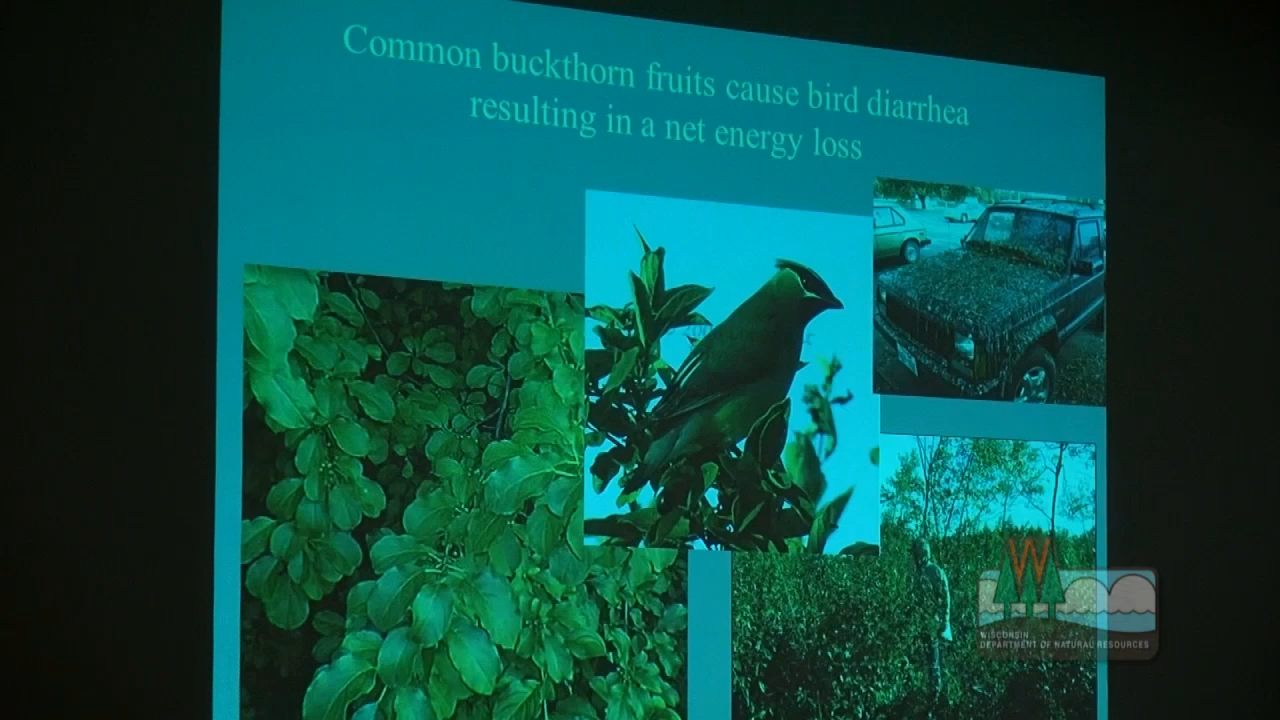 Common buckthorn fruits cause bird diarrhea
resulting in a net energy loss
WISCONSIN
DEPARTMENT OF NATURAL RESOURCES